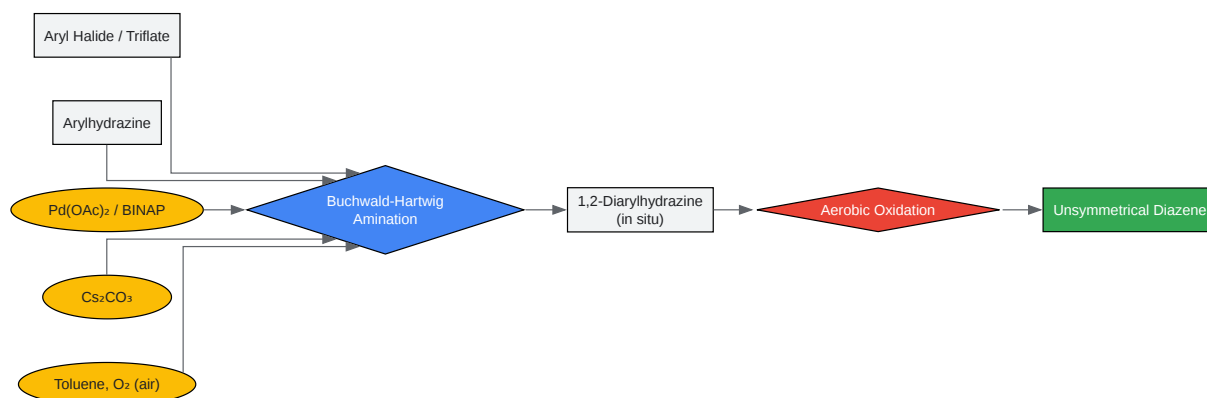 Aryl Halide / Triflate
Arylhydrazine
Pd(OAc)₂ / BINAP
Cs₂CO₃
Toluene, O₂ (air)
Buchwald-Hartwig
Amination
1,2-Diarylhydrazine
(in situ)
Aerobic Oxidation
Unsymmetrical Diazene